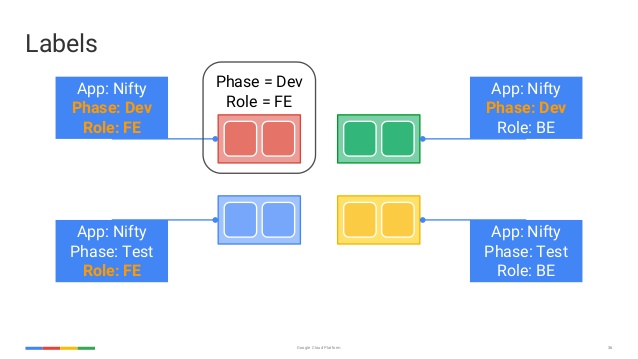 Labels
App: Nifty
Phase: Dev
Role: FE
Phase = Dev
Role = FE
App: Nifty
Phase: Dev
Role: BE
App: Nifty
Phase: Test
Role: FE
App: Nifty
Phase: Test
Role: BE
Google Cloud Platform